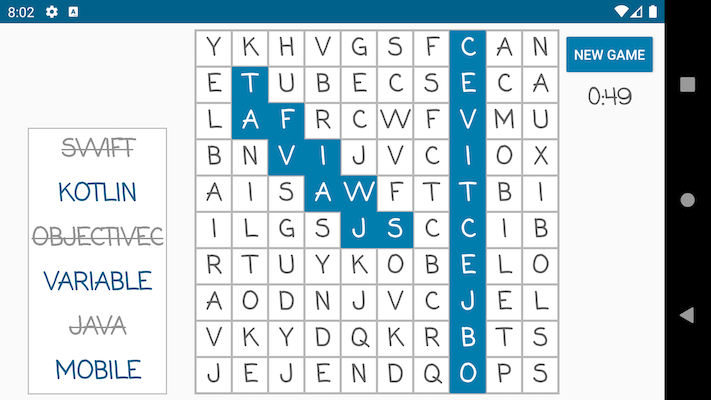 8:02 A
Y K H V G S F C A N
NEW GAME
E T U B E C S E C A
0:49
L A F R C W F V M U
B N V I J V C I O X
SWIFT
KOTLIN
A I S A W F T T B I
OBJECTIVEC
I L G S J S C C I B
VARIABLE
R T U Y K O B E L O
JAVA
A O D N J V C J E L
MOBILE
V K Y D Q K R B T S
J E J E N D Q O P S